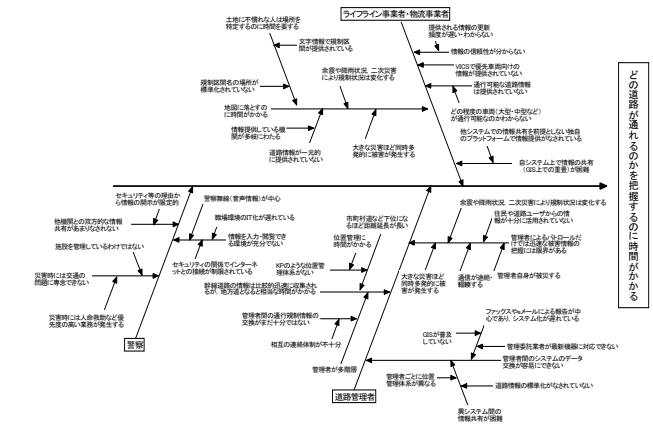 ライフライン事業者・物流事業者
土地に不慣れな人は場所を
特定するのに時間を要する
文字情報で規制区
間が提供されている
規制区間名の場所が
標準化されていない
地図に落とすの
に時間がかかる
情報提供している機
関が多岐にわたる
道路情報が一元的
に提供されていない
余震や降雨状況 二次災害
により規制状況は変化する
大きな災害ほど同時多
発的に被害が発生する
提供される情報の更新
頻度が遅い・わからない
情報の信頼性が分からない
VICSで優先車両向けの
情報が提供されていない
通行可能な道路情報
は提供されていない
どの程度の車両(大型・中型など)
が通行可能なのかわからない
他システムでの情報共有を前提としない独自
のプラットフォームで情報提供がなされている
自システム上で情報の共有
(GIS上での重畳)が困難
どの道路が通れるのかを把握するのに時間がかかる
セキュリティ等の理由か
ら情報の開示が限定的
他機関との双方的な情報
共有があまりなされない
施設を管理しているわけではない
災害時には交通の
問題に専念できない
災害時には人命救助など優
先度の高い業務が発生する
警察
警察無線(音声情報)が中心
職場環境のIT化が遅れている
情報を入力・閲覧でき
る環境が充分でない
セキュリティの関係でインターネ
ットとの接続が制限されている
市町村道など下位にな
るほど距離延長が長い
位置管理に
時間がかかる
KPのような位置管
理体系がない
幹線道路の情報は比較的迅速に収集され
るが、地方道となると相当な時間がかかる
管理者間の通行規制情報の
交換がまだ十分ではない
相互の連絡体制が不十分
管理者が多階層
道路管理者
余震や降雨状況、二次災害により規制状況は変化する
住民や道路ユーザからの情
報が十分に活用されていない
管理者によるパトロールだ
けでは迅速な被害情報の
把握には限界がある
大きな災害ほど
同時多発的に被
害が発生する
通信が途絶・
輻輳する
管理者自身が被災する
ファックスやeメールによる報告が中
心であり、システム化が遅れている
GISが普及
していない
管理委託業者が最新機器に対応できない
管理者間のシステムのデータ
交換が容易にできない
管理者ごとに位置
管理体系が異なる
道路情報の標準化がなされていない
異システム間の
情報共有が困難